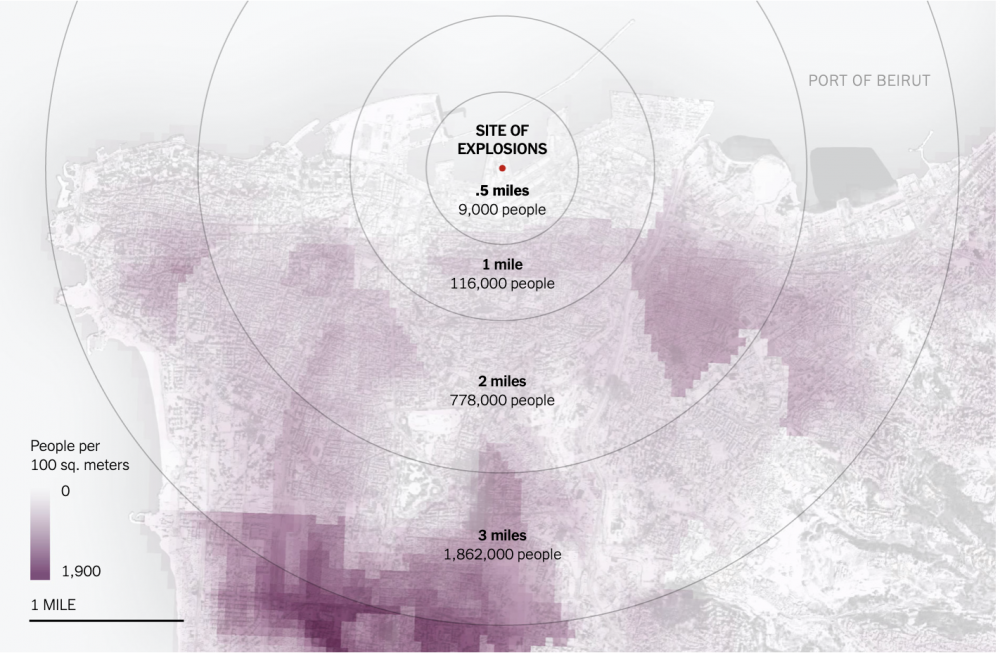 PORT OF BEIRUT
SITE OF
EXPLOSIONS
.5 miles
9,000 people
1 mile
116,000 people
2 miles
778,000 people
3 miles
1,862,000 people
People per
100 sq. meters
0
1,900
1 MILE